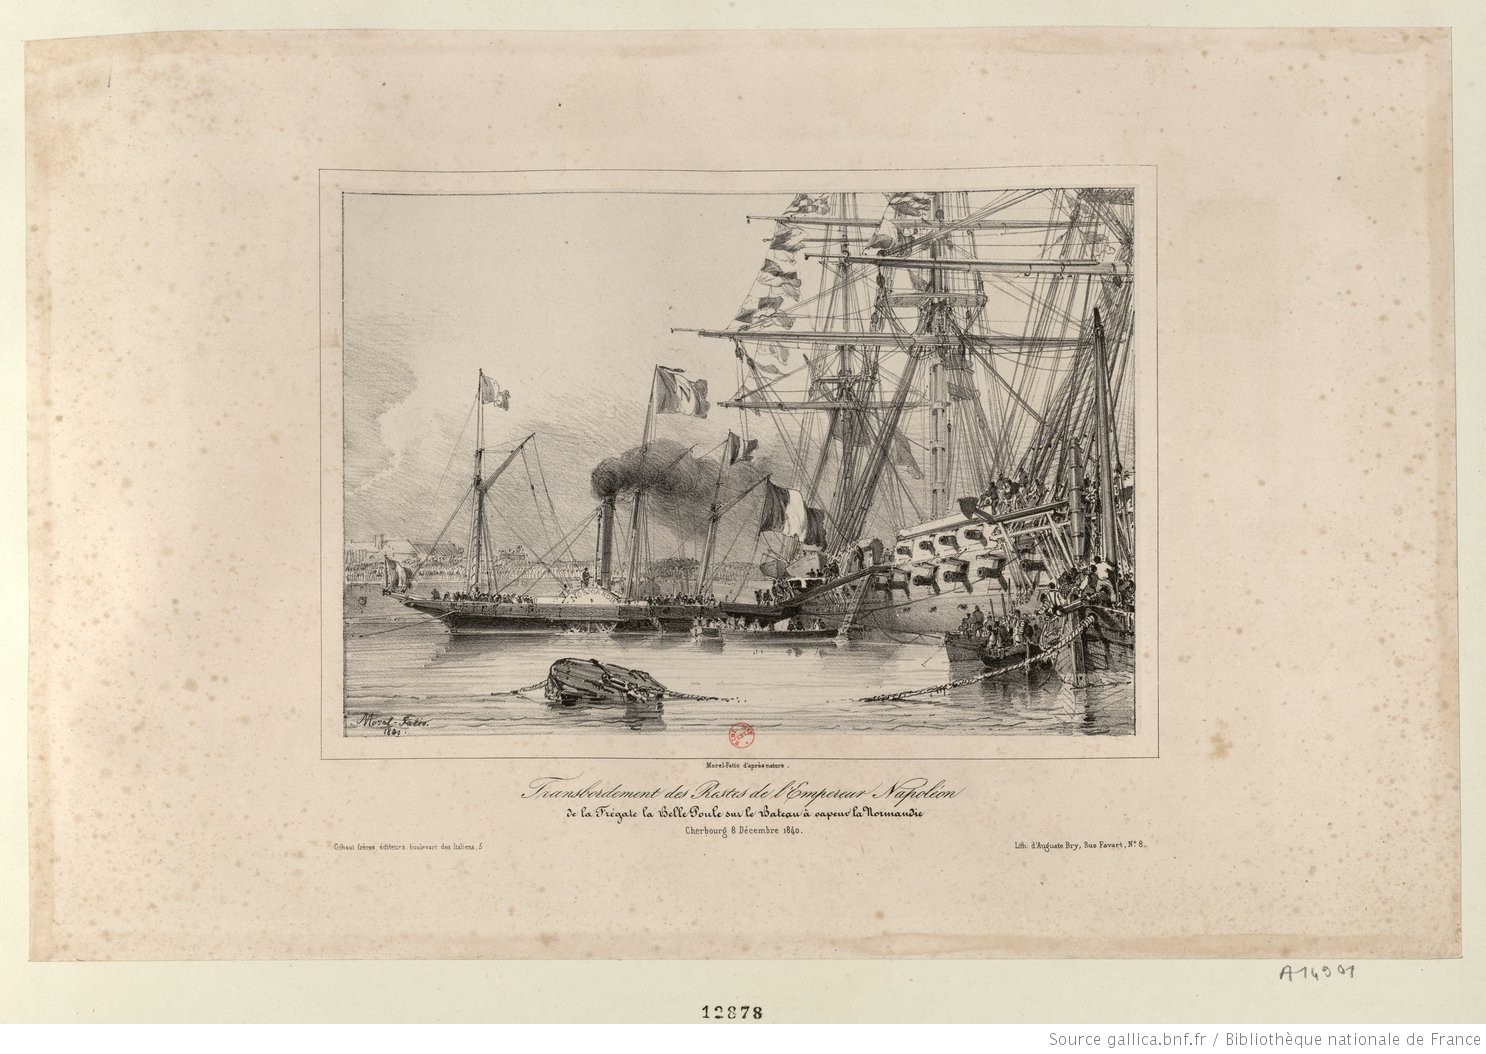 N
Morel-Fatio.
Morel-Fatio d'après nature.
Transbordement des Restes de l'Empereur Napoléon
de la Frégate la Belle Poule sur le Bateau à vapeur la Normandie
Cherbourg 8 Décembre 1840.
Gihaut frères, éditeurs boulevart des Italiens, 5
Lith. d'Auguste Bry, Rue Favart, N° 8.
A14991
12878
Source gallica.bnf.fr / Bibliothèque nationale de France